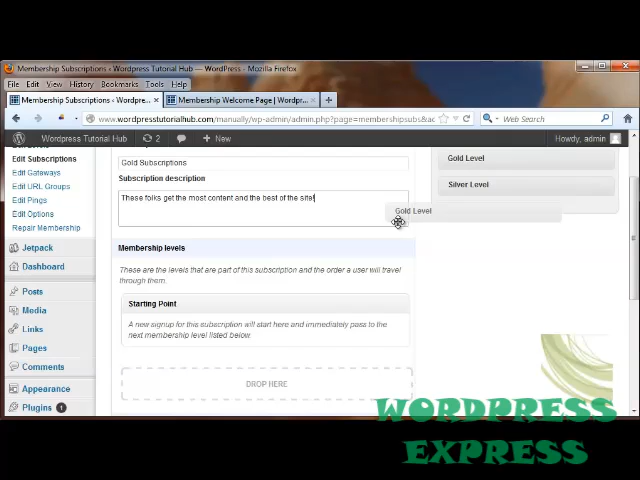 Membership Subscriptions ‹ Wordpress Tutorial Hub — WordPress - Mozilla Firefox
File Edit View History Bookmarks Tools Help
Membership Subscriptions ‹ Wordpre... × Membership Welcome Page | Wordpr... × +
www.wordpresstutorialhub.com/manually/wp-admin/admin.php?page=membershipsubs&ac Google
Wordpress Tutorial Hub 2 + New Howdy, admin
Edit Subscriptions
Edit Gateways
Edit URL Groups
Edit Pings
Edit Options
Repair Membership
Jetpack
Dashboard
Posts
Media
Links
Pages
Comments
Appearance
Plugins 1
Gold Subscriptions
Subscription description
These folks get the most content and the best of the site!
Membership levels
These are the levels that are part of this subscription and the order a user will travel
through them.
Starting Point
A new signup for this subscription will start here and immediately pass to the
next membership level listed below
DROP HERE
Gold Level
Silver Level
Gold Level
WORDPRESS
EXPRESS